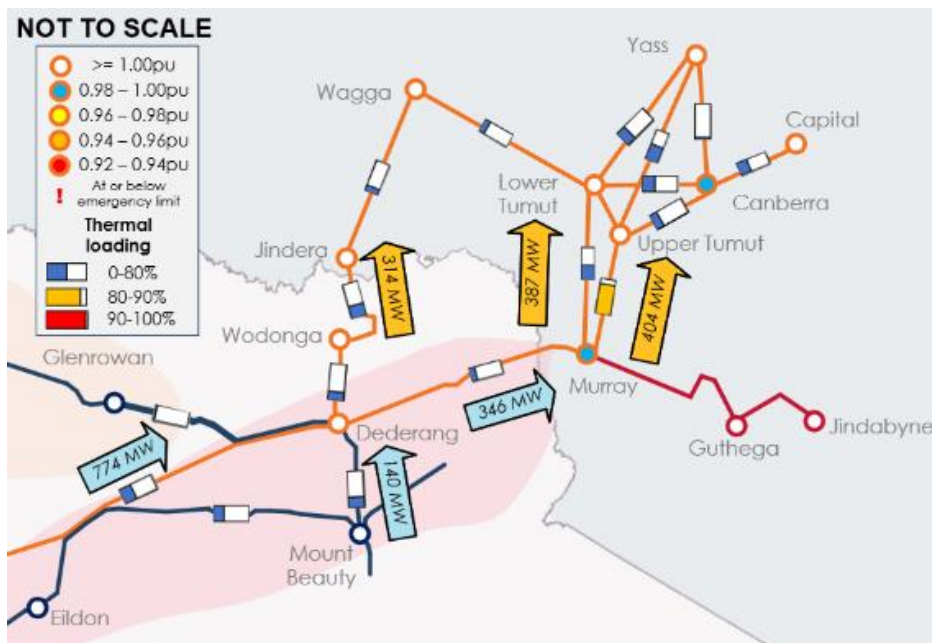 NOT TO SCALE
>= 1.00pu
0.98 – 1.00pu
0.96 – 0.98pu
0.94 – 0.96pu
0.92 – 0.94pu
! At or below
emergency limit
Thermal
loading
0-80%
80-90%
90-100%
Yass
Wagga
Capital
Lower
Tumut
Canberra
Upper Tumut
Jindera
314 MW
387 MW
404 MW
Wodonga
Glenrowan
Murray
346 MW
Dederang
Guthega
Jindabyne
774 MW
140 MW
Mount
Beauty
Eildon